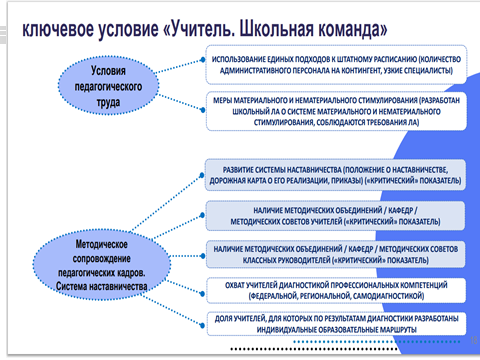 ключевое условие «Учитель. Школьная команда»
Условия
педагогического
труда
ИСПОЛЬЗОВАНИЕ ЕДИНЫХ ПОДХОДОВ К ШТАТНОМУ РАСПИСАНИЮ (КОЛИЧЕСТВО
АДМИНИСТРАТИВНОГО ПЕРСОНАЛА НА КОНТИНГЕНТ, УЗКИЕ СПЕЦИАЛИСТЫ)
МЕРЫ МАТЕРИАЛЬНОГО И НЕМАТЕРИАЛЬНОГО СТИМУЛИРОВАНИЯ (РАЗРАБОТАН
ШКОЛЬНЫЙ ЛА О СИСТЕМЕ МАТЕРИАЛЬНОГО И НЕМАТЕРИАЛЬНОГО
СТИМУЛИРОВАНИЯ, СОБЛЮДАЮТСЯ ТРЕБОВАНИЯ ЛА)
Методическое
сопровождение
педагогических кадров.
Система наставничества
РАЗВИТИЕ СИСТЕМЫ НАСТАВНИЧЕСТВА (ПОЛОЖЕНИЕ О НАСТАВНИЧЕСТВЕ,
ДОРОЖНАЯ КАРТА О ЕГО РЕАЛИЗАЦИИ, ПРИКАЗЫ) («КРИТИЧЕСКИЙ» ПОКАЗАТЕЛЬ)
НАЛИЧИЕ МЕТОДИЧЕСКИХ ОБЪЕДИНЕНИЙ / КАФЕДР /
МЕТОДИЧЕСКИХ СОВЕТОВ УЧИТЕЛЕЙ («КРИТИЧЕСКИЙ» ПОКАЗАТЕЛЬ)
НАЛИЧИЕ МЕТОДИЧЕСКИХ ОБЪЕДИНЕНИЙ / КАФЕДР / МЕТОДИЧЕСКИХ СОВЕТОВ
КЛАССНЫХ РУКОВОДИТЕЛЕЙ («КРИТИЧЕСКИЙ» ПОКАЗАТЕЛЬ)
ОХВАТ УЧИТЕЛЕЙ ДИАГНОСТИКОЙ ПРОФЕССИОНАЛЬНЫХ КОМПЕТЕНЦИЙ
(ФЕДЕРАЛЬНОЙ, РЕГИОНАЛЬНОЙ, САМОДИАГНОСТИКОЙ)
ДОЛЯ УЧИТЕЛЕЙ, ДЛЯ КОТОРЫХ ПО РЕЗУЛЬТАТАМ ДИАГНОСТИКИ РАЗРАБОТАНЫ
ИНДИВИДУАЛЬНЫЕ ОБРАЗОВАТЕЛЬНЫЕ МАРШРУТЫ